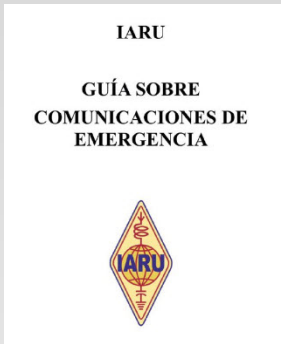 IARU
GUÍA SOBRE
COMUNICACIONES DE
EMERGENCIA
IARU